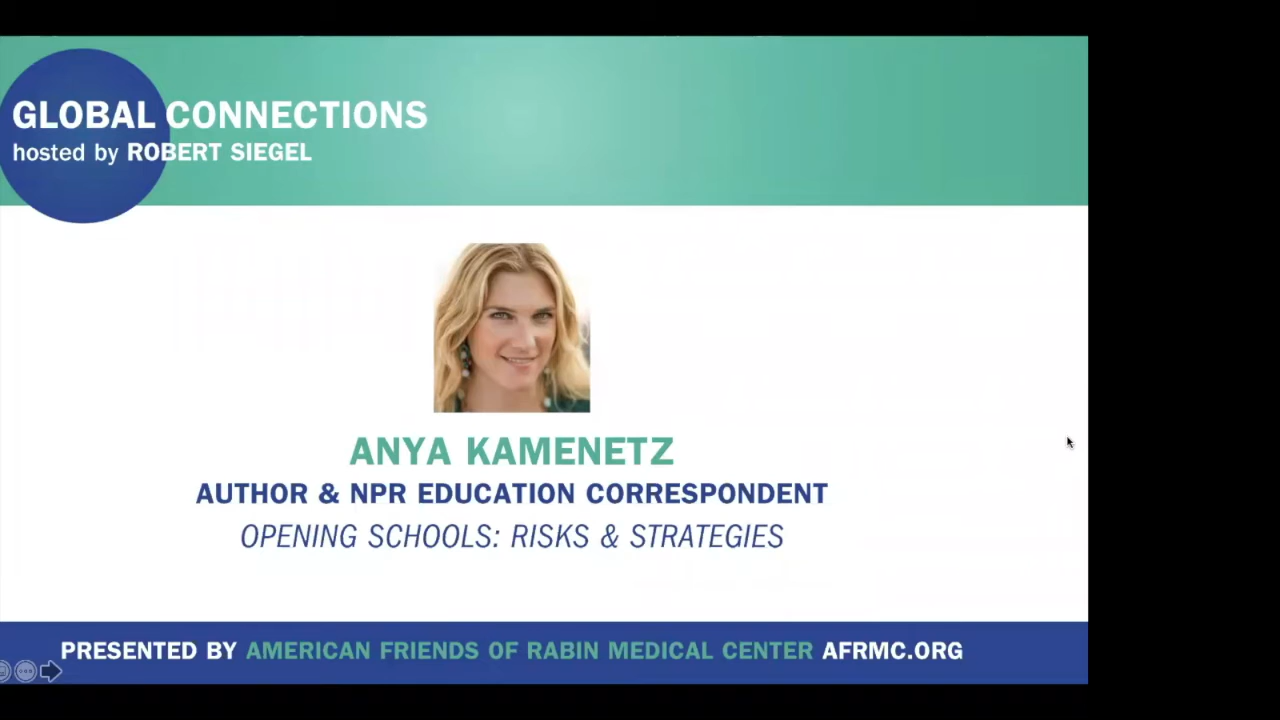 GLOBAL CONNECTIONS
hosted by ROBERT SIEGEL
ANYA KAMENETZ
AUTHOR & NPR EDUCATION CORRESPONDENT
OPENING SCHOOLS: RISKS & STRATEGIES
PRESENTED BY AMERICAN FRIENDS OF RABIN MEDICAL CENTER AFRMC.ORG